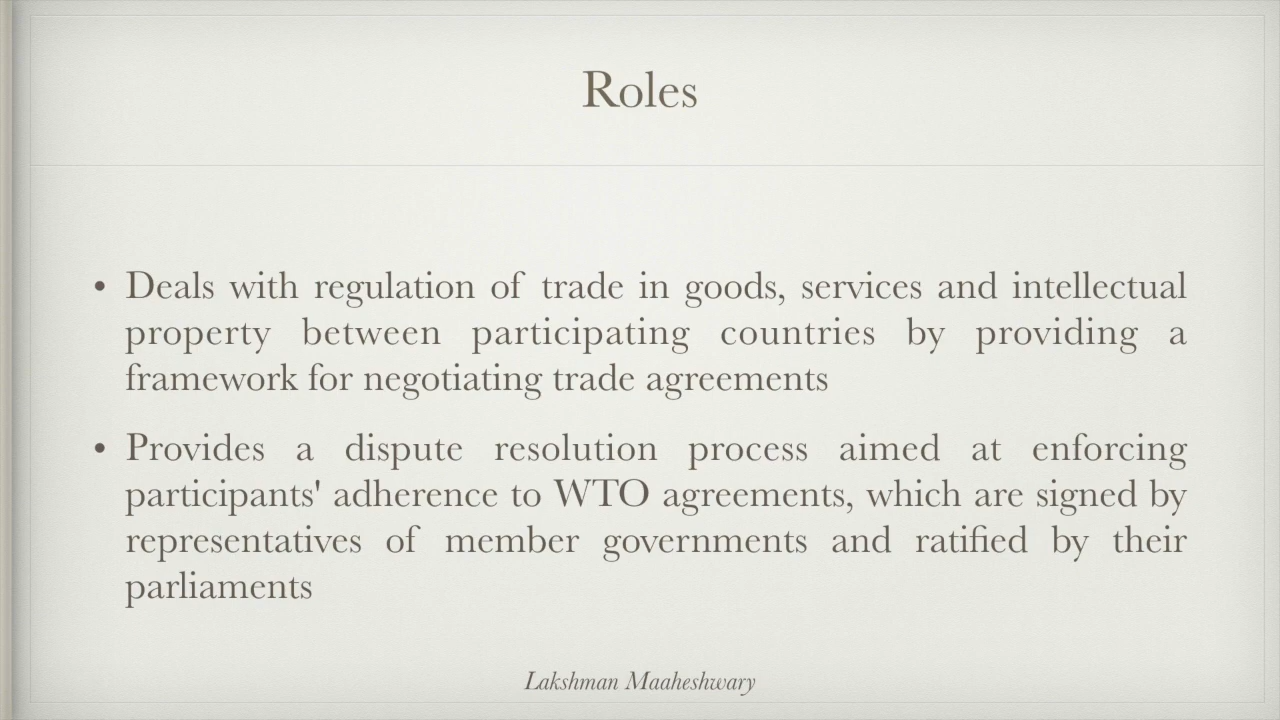 Roles
• Deals with regulation of trade in goods, services and intellectual
property between participating countries by providing a
framework for negotiating trade agreements
• Provides a dispute resolution process aimed at enforcing
participants' adherence to WTO agreements, which are signed by
representatives of member governments and ratified by their
parliaments
Lakshman Maaheshwary